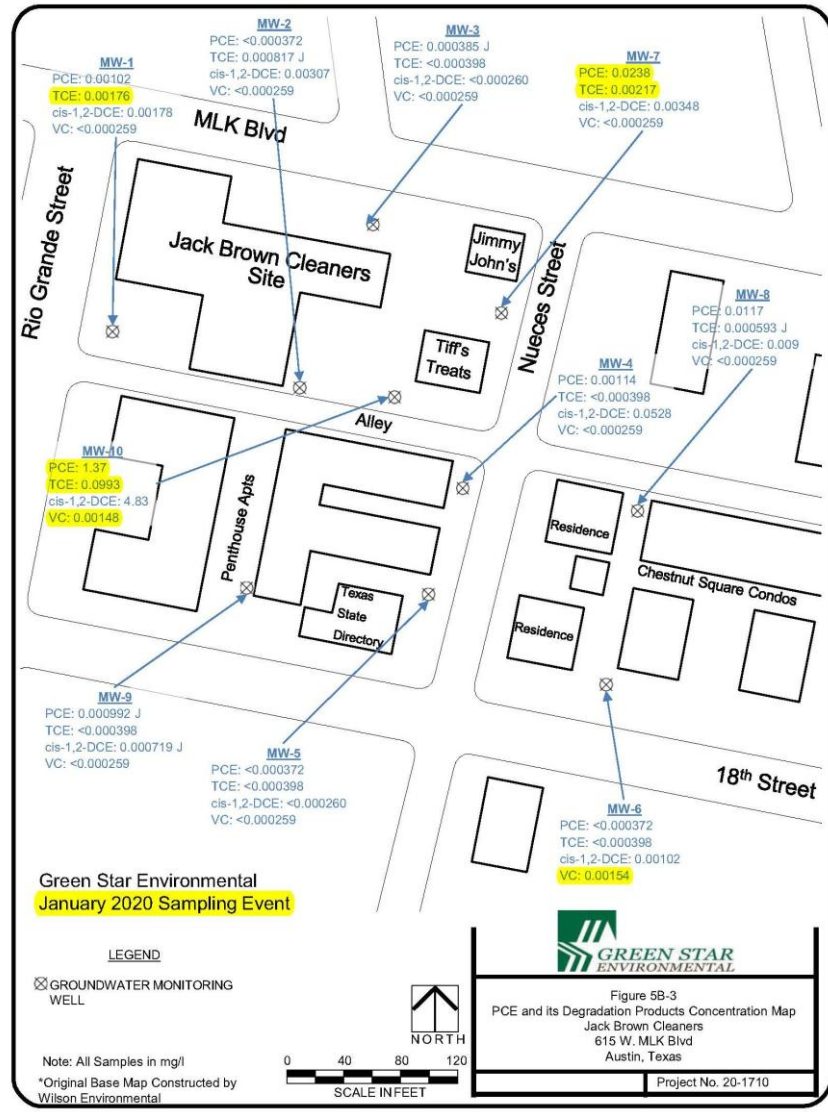 MW-1
PCE: 0.00102
TCE: 0.00176
cis-1,2-DCE: 0.00178
VC: <0.000259
MW-2
PCE: <0.000372
TCE: 0.000817 J
cis-1,2-DCE: 0.00307
VC: <0.000259
MW-3
PCE: 0.000385 J
TCE: <0.000398
cis-1,2-DCE: <0.000260
VC: <0.000259
MW-7
PCE: 0.0238
TCE: 0.00217
cis-1,2-DCE: 0.00348
VC: <0.000259
MLK Blvd
Rio Grande Street
Jack Brown Cleaners
Site
Jimmy
John's
Nueces Street
Tiff's
Treats
MW-8
PCE: 0.0117
TCE: 0.000593 J
cis-1,2-DCE: 0.009
VC: <0.000259
MW-4
PCE: 0.00114
TCE: <0.000398
cis-1,2-DCE: 0.0528
VC: <0.000259
Alley
MW-10
PCE: 1.37
TCE: 0.0993
cis-1,2-DCE: 4.83
VC: 0.00148
Penthouse Apts
Residence
Chestnut Square Condos
Texas
State
Directory
Residence
MW-9
PCE: 0.000992 J
TCE: <0.000398
cis-1,2-DCE: 0.000719 J
VC: <0.000259
MW-5
PCE: <0.000372
TCE: <0.000398
cis-1,2-DCE: <0.000260
VC: <0.000259
18th Street
MW-6
PCE: <0.000372
TCE: <0.000398
cis-1,2-DCE: 0.00102
VC: 0.00154
Green Star Environmental
January 2020 Sampling Event
LEGEND
GROUNDWATER MONITORING
WELL
NORTH
Note: All Samples in mg/l
*Original Base Map Constructed by
Wilson Environmental
0 40 80 120
SCALE IN FEET
GREEN STAR
ENVIRONMENTAL
Figure 5B-3
PCE and its Degradation Products Concentration Map
Jack Brown Cleaners
615 W. MLK Blvd
Austin, Texas
Project No. 20-1710